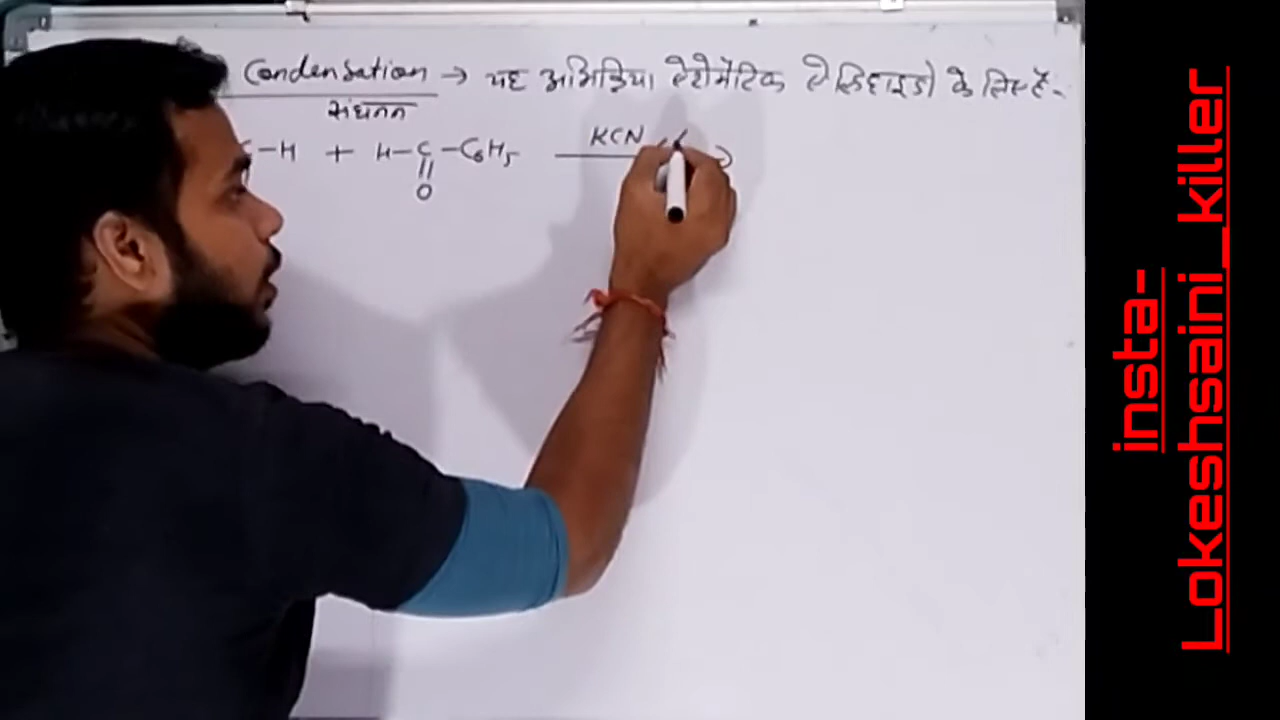 Condensation → यह अभिक्रिया ऐरोमैटिक ऐल्डिहाइडो के लिए है-
संघनन
C-H + H-C-C6H5 KCN
||
O
insta-
Lokeshsaini_killer